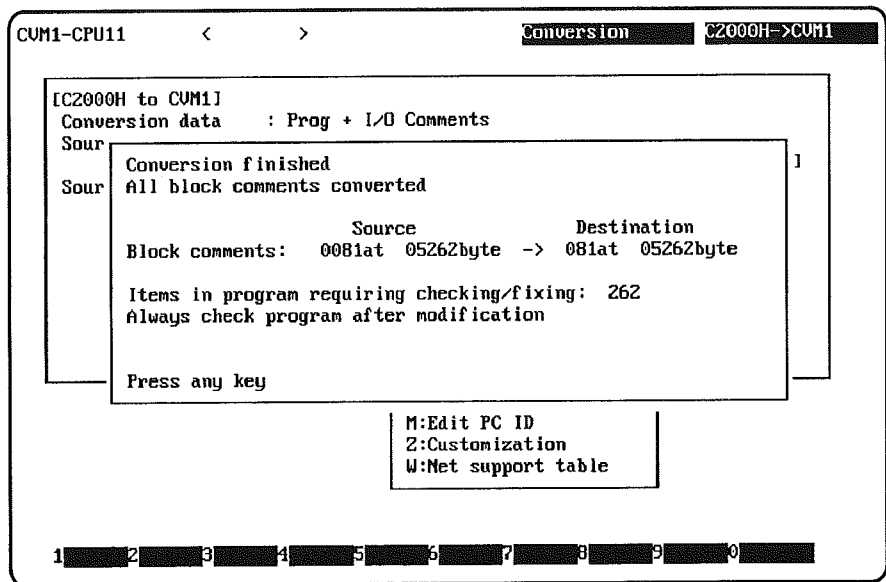 CVM1-CPU11 < > Conversion C2000H->CVM1
[C2000H to CVM1]
Conversion data : Prog + I/O Comments
Sour
]
Sour
Conversion finished
All block comments converted
Source Destination
Block comments: 0081at 05262byte -> 081at 05262byte
Items in program requiring checking/fixing: 262
Always check program after modification
Press any key
M:Edit PC ID
Z:Customization
W:Net support table
1 2 3 4 5 6 7 8 9 0